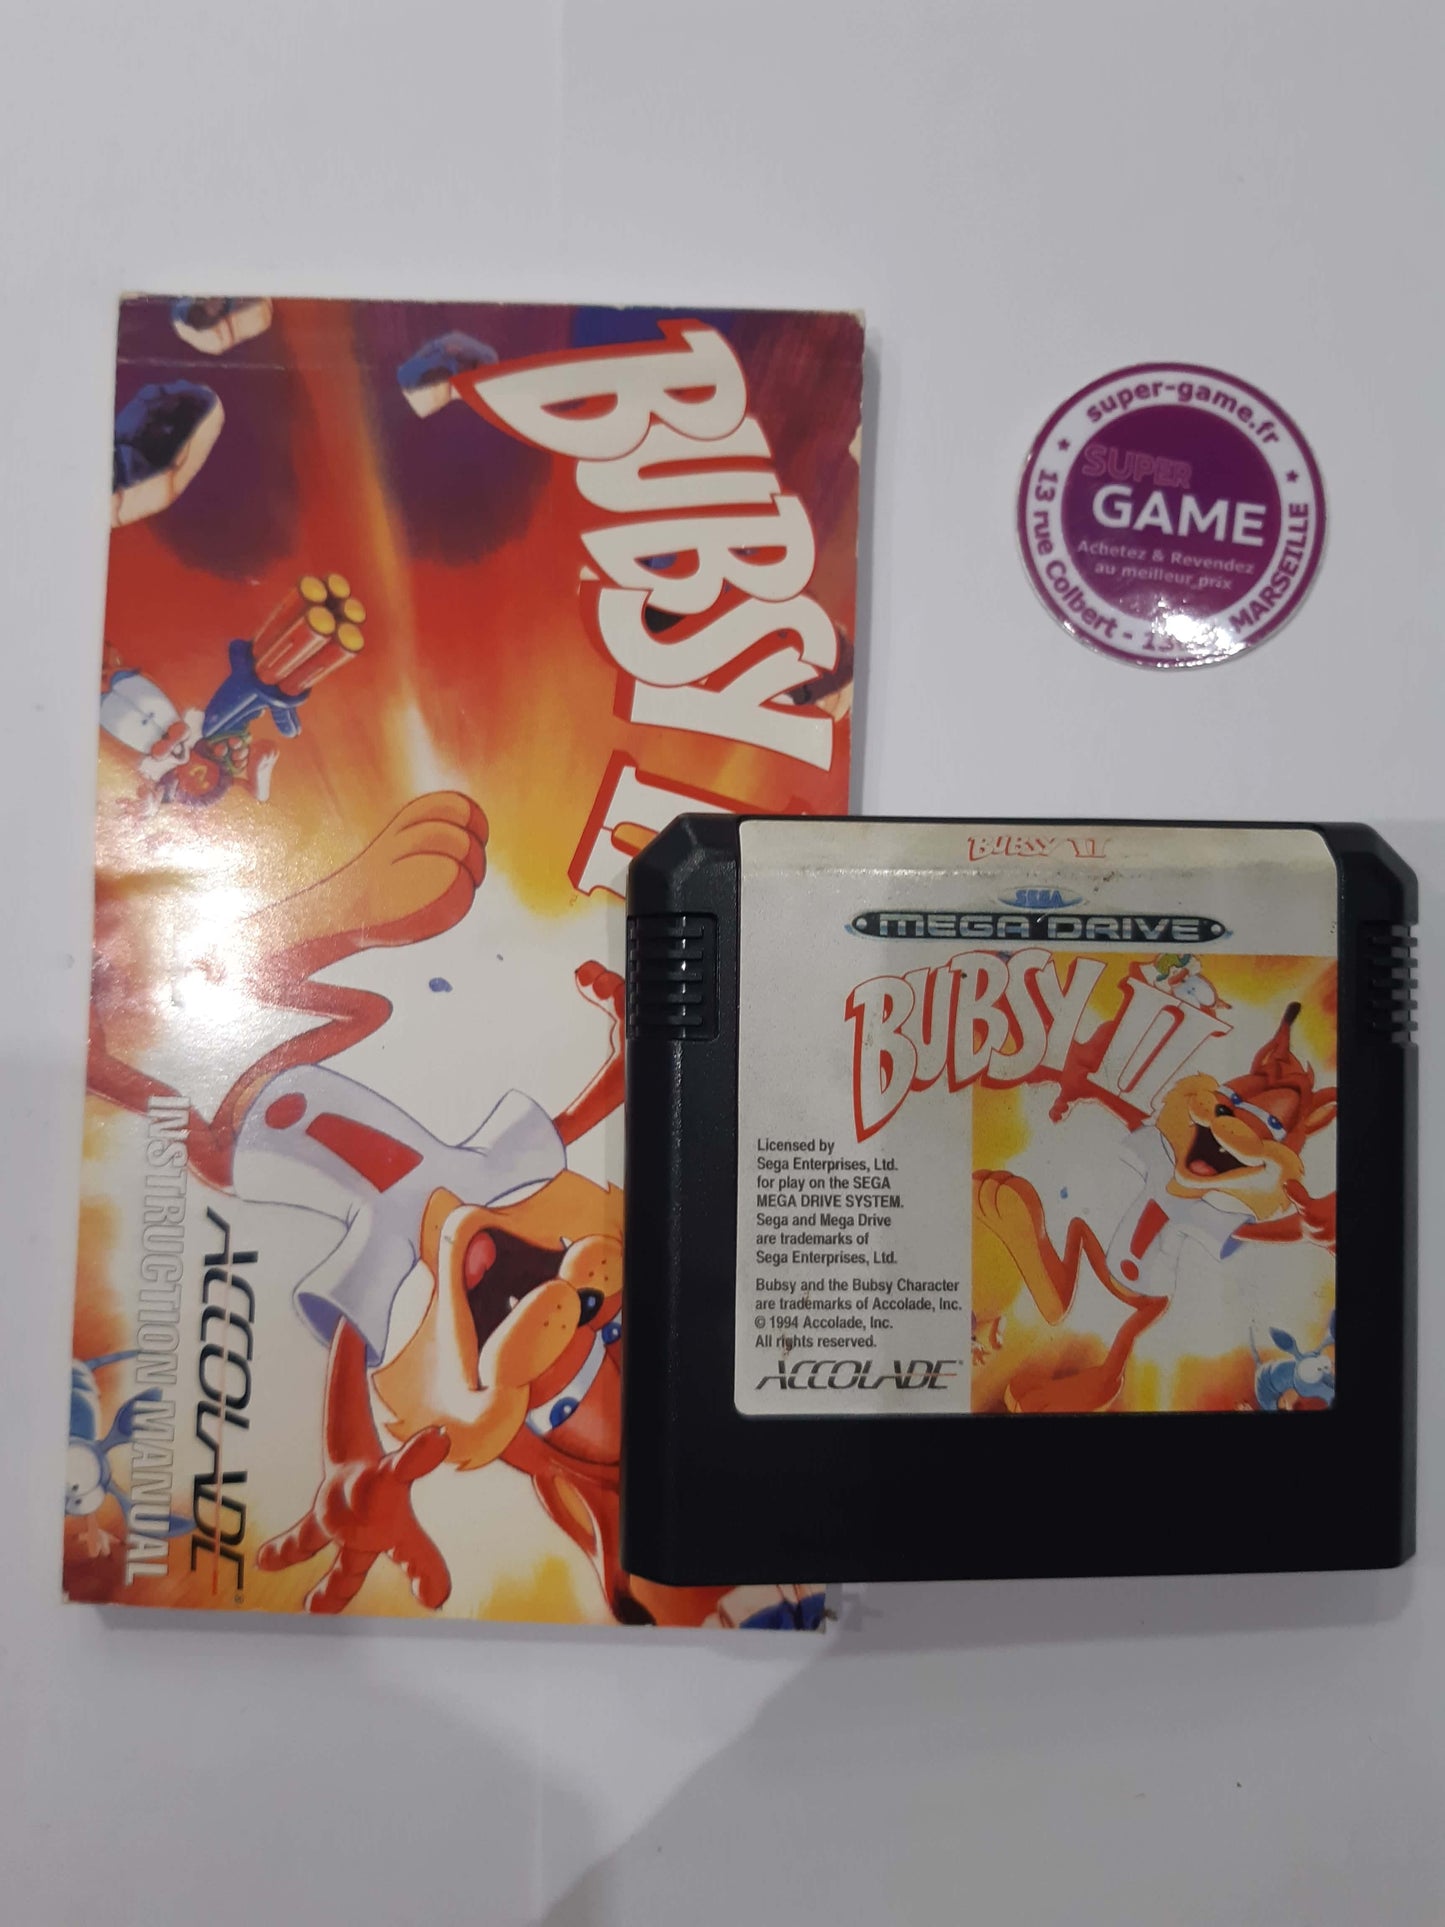 BUBSY II
INSTRUCTION MANUAL
ACCOLADE®
super-game.fr
SUPER
GAME
Achetez & Revendez
au meilleur prix
13 rue Colbert -
MARSEILLE
BUBSY II
SEGA
MEGA DRIVE
BUBSY II
Licensed by
Sega Enterprises, Ltd.
for play on the SEGA
MEGA DRIVE SYSTEM.
Sega and Mega Drive
are trademarks of
Sega Enterprises, Ltd.
Bubsy and the Bubsy Character
are trademarks of Accolade, Inc.
© 1994 Accolade, Inc.
All rights reserved.
ACCOLADE®